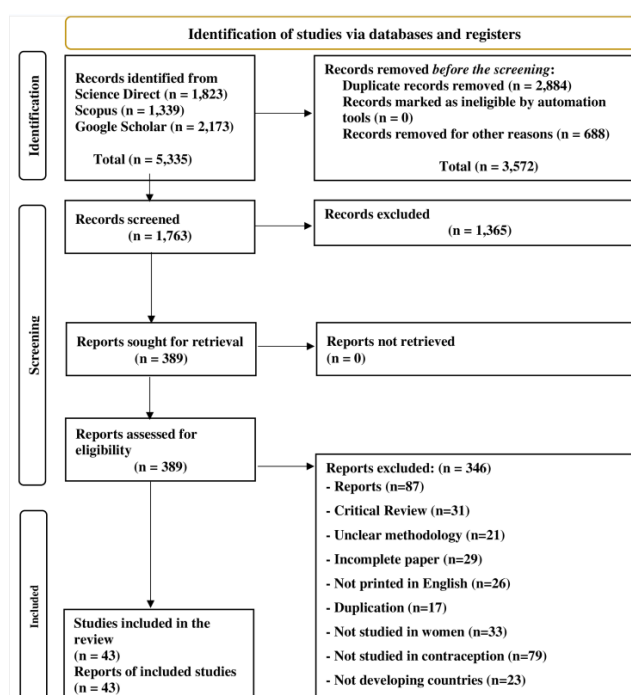 Identification of studies via databases and registers
Identification
Records identified from
Science Direct (n = 1,823)
Scopus (n = 1,339)
Google Scholar (n = 2,173)
Total (n = 5,335)
Records removed before the screening:
Duplicate records removed (n = 2,884)
Records marked as ineligible by automation
tools (n = 0)
Records removed for other reasons (n = 688)
Total (n = 3,572)
Screening
Records screened
(n = 1,763)
Records excluded
(n = 1,365)
Reports sought for retrieval
(n = 389)
Reports not retrieved
(n = 0)
Reports assessed for
eligibility
(n = 389)
Reports excluded: (n = 346)
- Reports (n=87)
- Critical Review (n=31)
- Unclear methodology (n=21)
- Incomplete paper (n=29)
- Not printed in English (n=26)
- Duplication (n=17)
- Not studied in women (n=33)
- Not studied in contraception (n=79)
- Not developing countries (n=23)
Included
Studies included in the
review
(n = 43)
Reports of included studies
(n = 43)